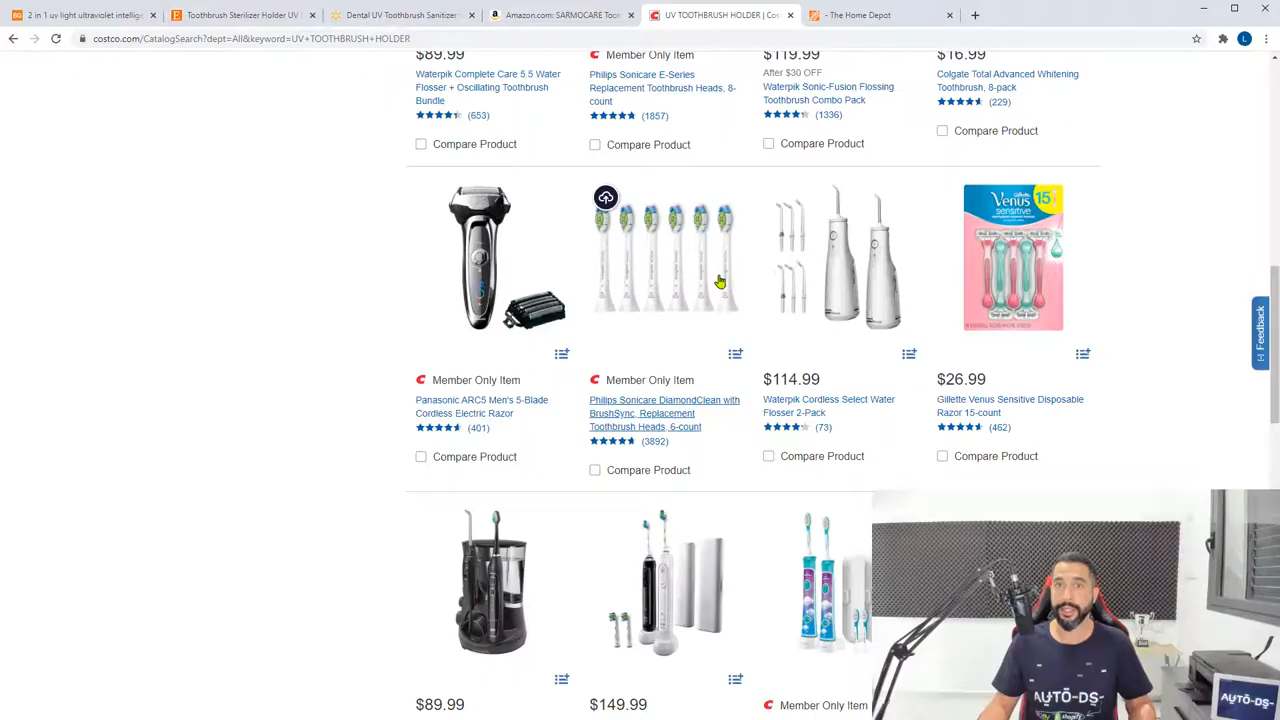 2 in 1 uv light ultraviolet intellige
Toothbrush Sterilizer Holder UV
Dental UV Toothbrush Sanitizer
Amazon.com: SARMOCARE Tooth
UV TOOTHBRUSH HOLDER | Cos
- The Home Depot
costco.com/CatalogSearch?dept=All&keyword=UV+TOOTHBRUSH+HOLDER
$89.99
Waterpik Complete Care 5.5 Water
Flosser + Oscillating Toothbrush
Bundle
(653)
Compare Product
Member Only Item
Philips Sonicare E-Series
Replacement Toothbrush Heads, 8-
count
(1857)
Compare Product
$119.99
After $30 OFF
Waterpik Sonic-Fusion Flossing
Toothbrush Combo Pack
(1336)
Compare Product
$16.99
Colgate Total Advanced Whitening
Toothbrush, 8-pack
(229)
Compare Product
Member Only Item
Panasonic ARC5 Men's 5-Blade
Cordless Electric Razor
(401)
Compare Product
Member Only Item
Philips Sonicare DiamondClean with
BrushSync, Replacement
Toothbrush Heads, 6-count
(3892)
Compare Product
$114.99
Waterpik Cordless Select Water
Flosser 2-Pack
(73)
Compare Product
Gillette
Venus
sensitive
15
$26.99
Gillette Venus Sensitive Disposable
Razor 15-count
(462)
Compare Product
[-] Feedback
$89.99
$149.99
Member Only Item
AUTO-DS-
AUTO-DS-